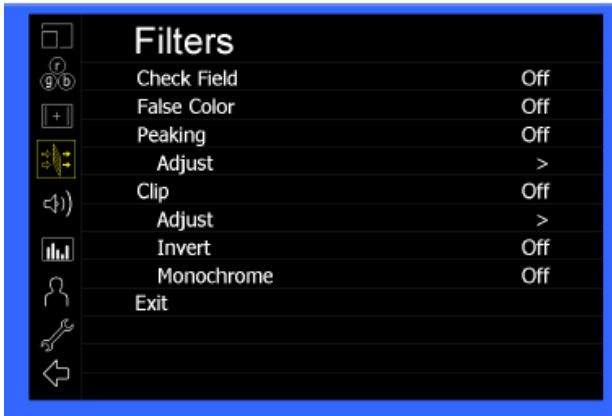 Filters
r
g b
Check Field Off
False Color Off
Peaking Off
Adjust >
Clip Off
Adjust >
Invert Off
Monochrome Off
Exit